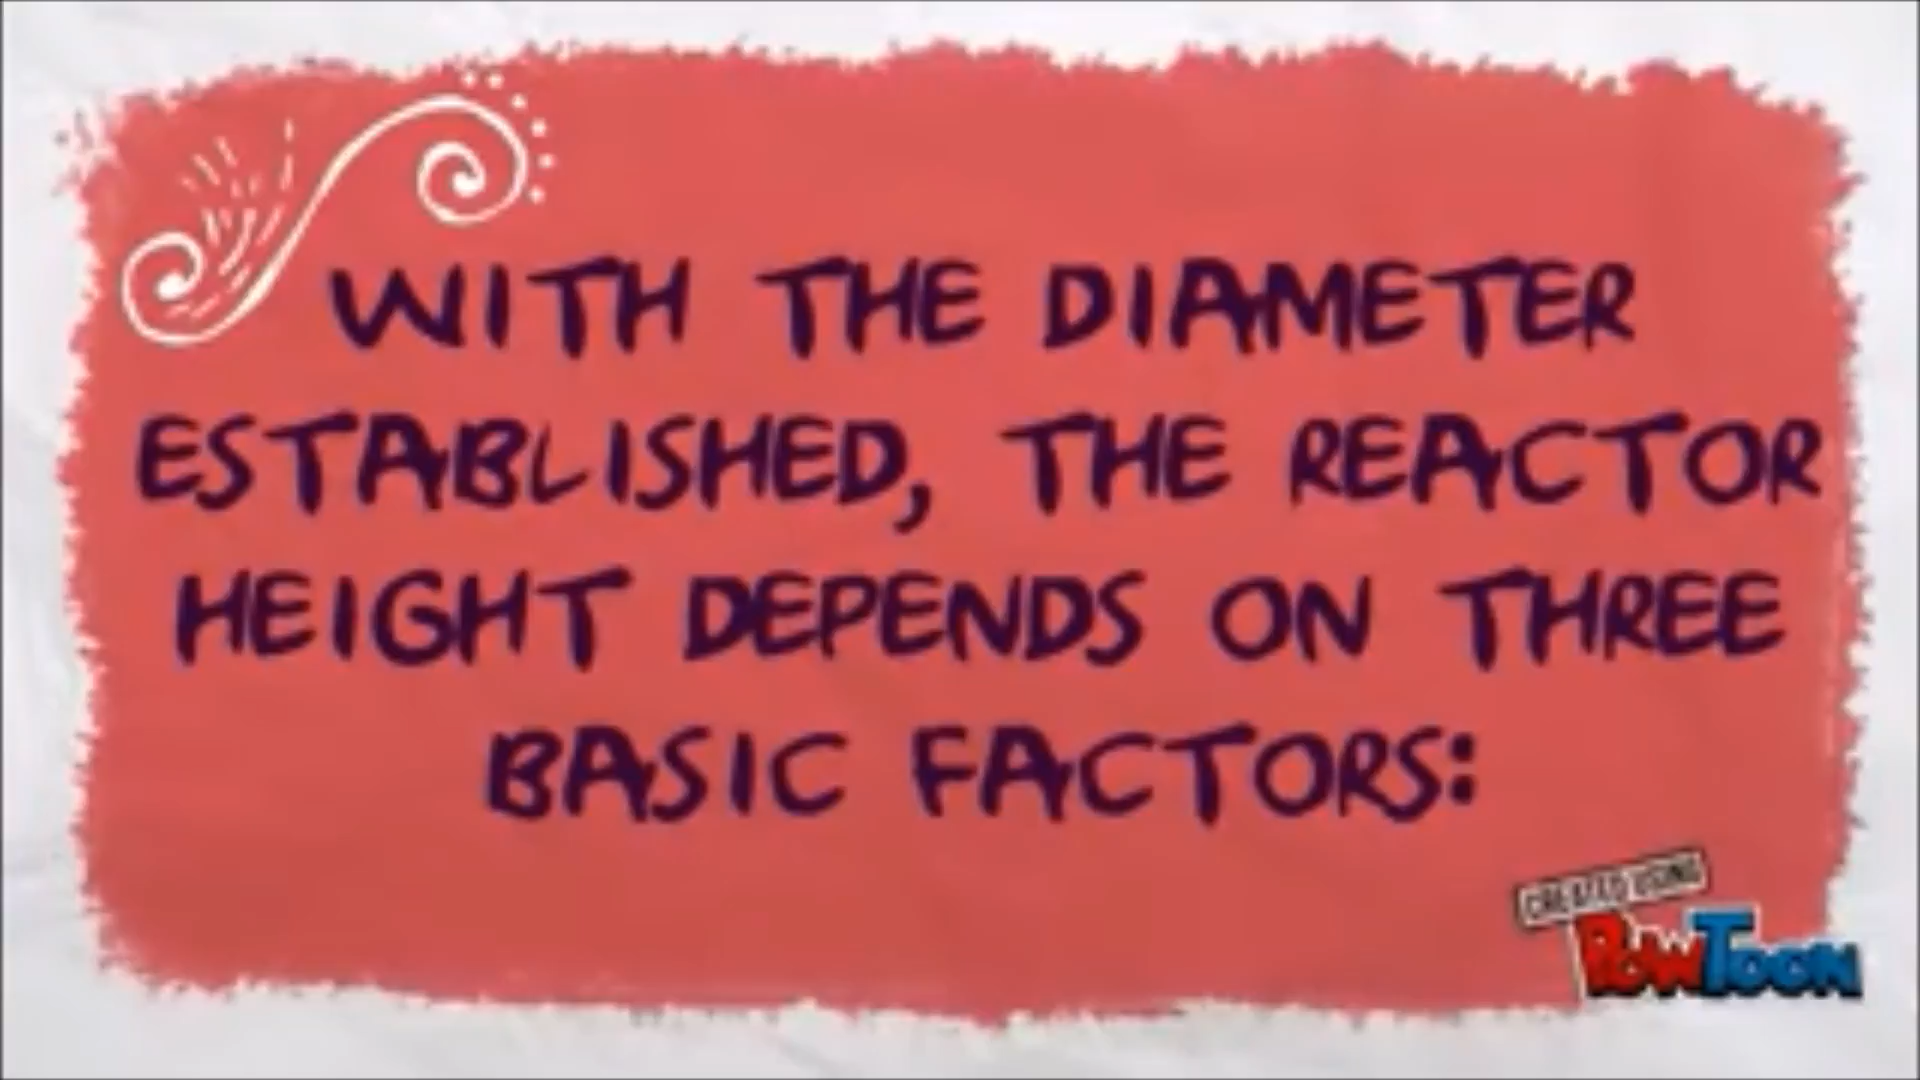 WITH THE DIAMETER
ESTABLISHED, THE REACTOR
HEIGHT DEPENDS ON THREE
BASIC FACTORS:
CREATED USING
POWTOON